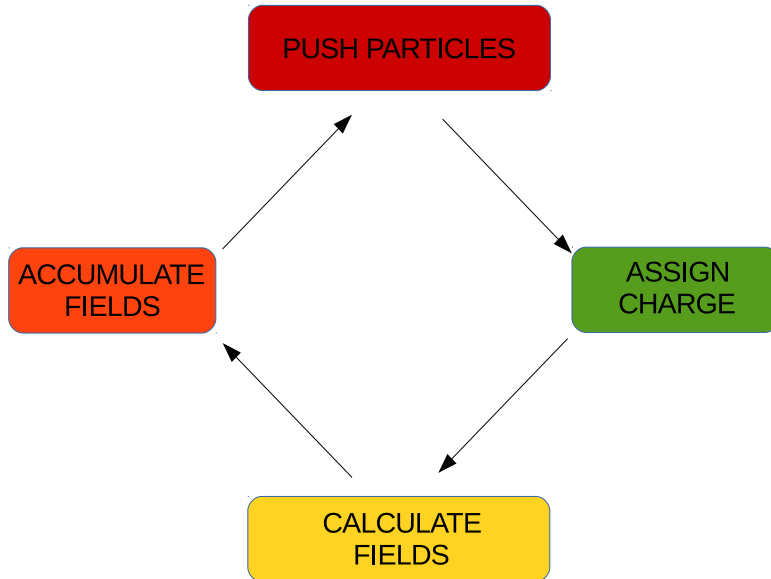 PUSH PARTICLES
ACCUMULATE
FIELDS
ASSIGN
CHARGE
CALCULATE
FIELDS